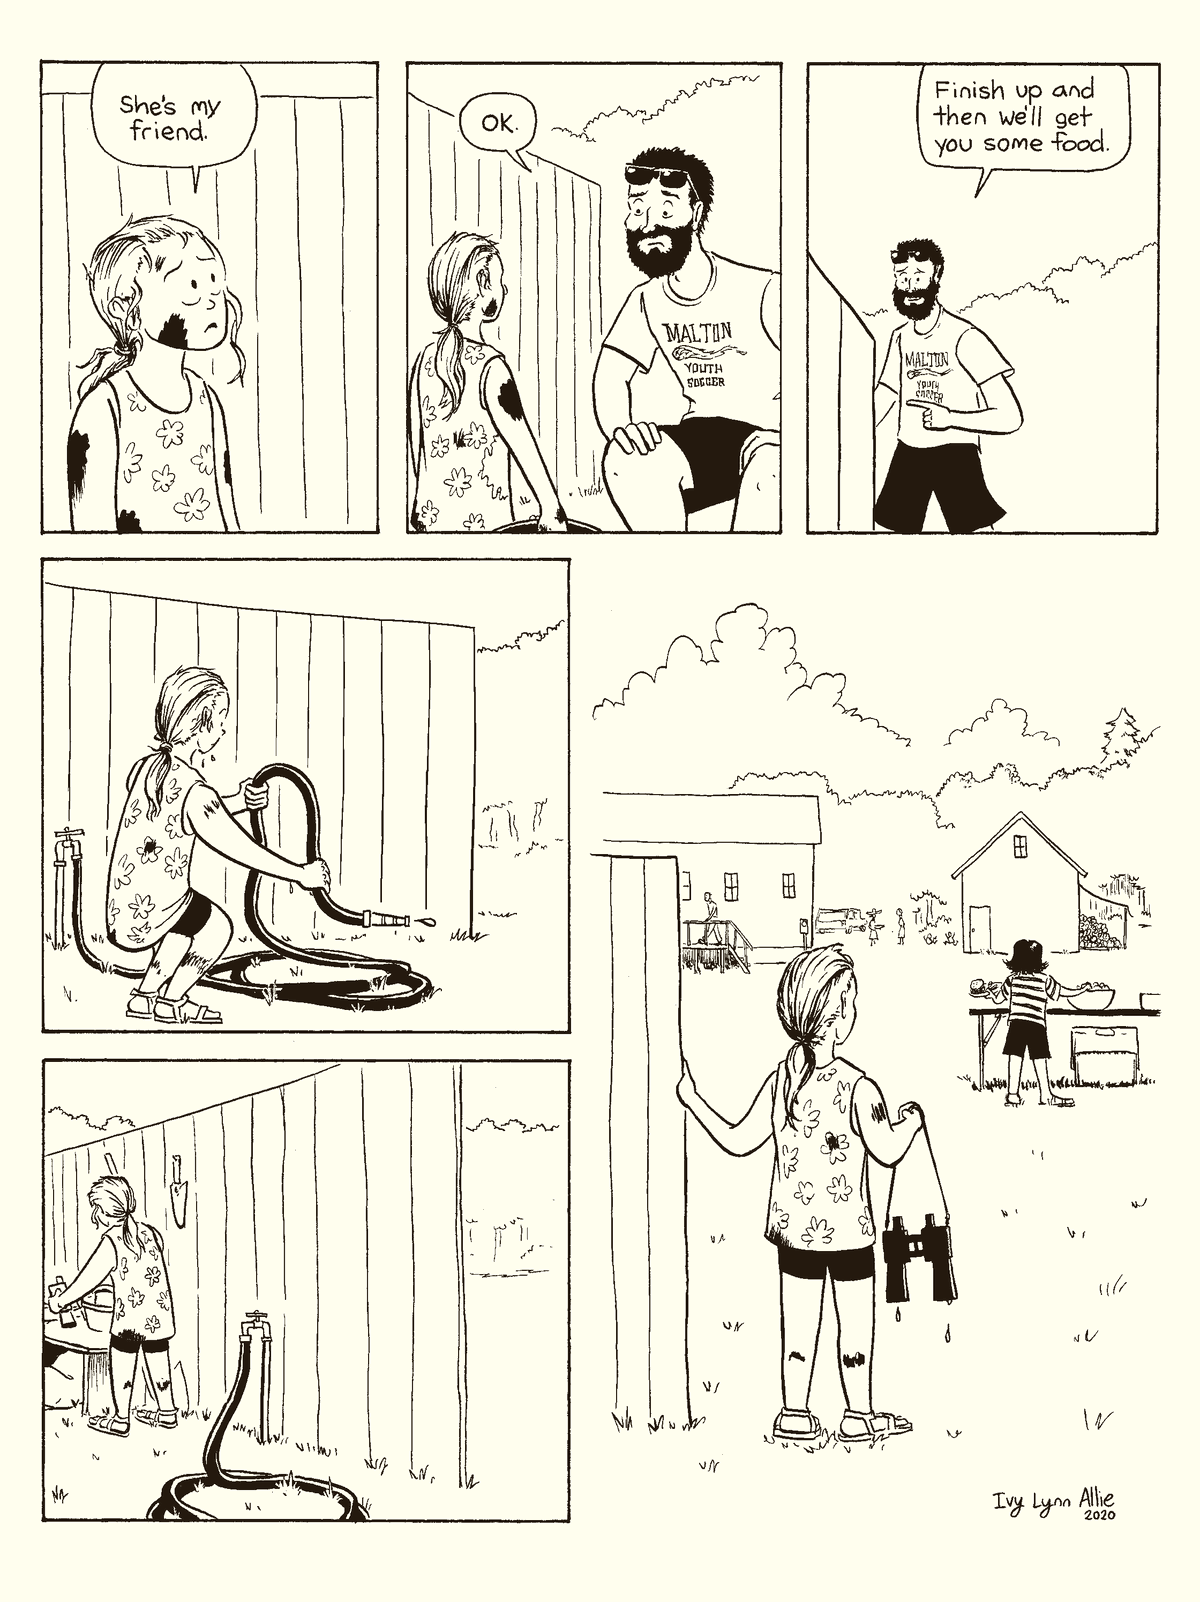 She's my
friend.
OK.
MALTON
YOUTH
SOCCER
Finish up and
then we'll get
you some food.
MALTON
YOUTH
SOCCER
Ivy Lynn Allie
2020